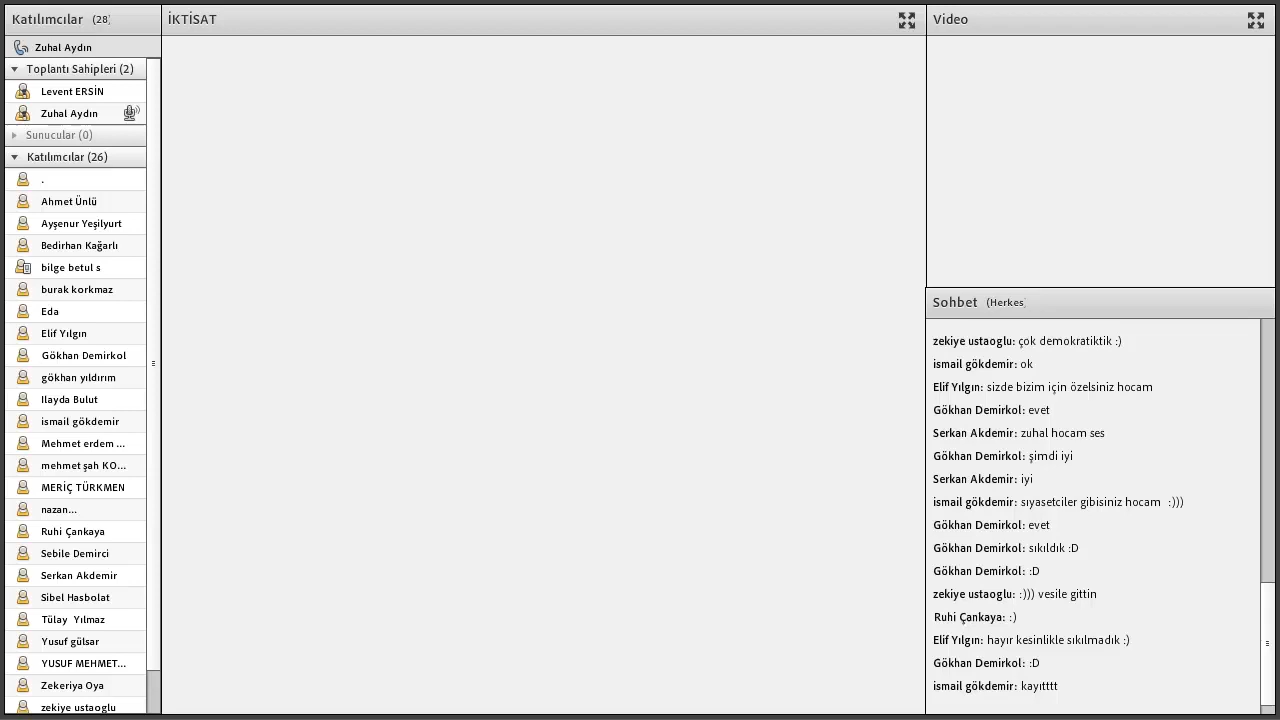 Katılımcılar (28)
Zuhal Aydın
Toplantı Sahipleri (2)
Levent ERSİN
Zuhal Aydın
Sunucular (0)
Katılımcılar (26)
.
Ahmet Ünlü
Ayşenur Yeşilyurt
Bedirhan Kağarlı
bilge betul s
burak korkmaz
Eda
Elif Yılgın
Gökhan Demirkol
gökhan yıldırım
Ilayda Bulut
ismail gökdemir
Mehmet erdem ...
mehmet şah KO...
MERİÇ TÜRKMEN
nazan...
Ruhi Çankaya
Sebile Demirci
Serkan Akdemir
Sibel Hasbolat
Tülay Yılmaz
Yusuf gülsar
YUSUF MEHMET...
Zekeriya Oya
zekiye ustaoglu
İKTİSAT
Video
Sohbet (Herkes)
zekiye ustaoglu: çok demokratiktik :)
ismail gökdemir: ok
Elif Yılgın: sizde bizim için özelsiniz hocam
Gökhan Demirkol: evet
Serkan Akdemir: zuhal hocam ses
Gökhan Demirkol: şimdi iyi
Serkan Akdemir: iyi
ismail gökdemir: sıyasetciler gibisiniz hocam :)))
Gökhan Demirkol: evet
Gökhan Demirkol: sıkıldık :D
Gökhan Demirkol: :D
zekiye ustaoglu: :))) vesile gittin
Ruhi Çankaya: :)
Elif Yılgın: hayır kesinlikle sıkılmadık :)
Gökhan Demirkol: :D
ismail gökdemir: kayıtttt